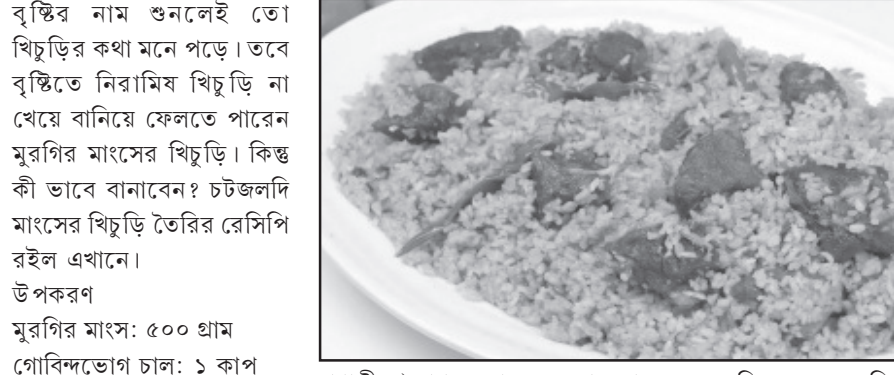 বৃষ্টির নাম শুনলেই তো
খিচুড়ির কথা মনে পড়ে। তবে
বৃষ্টিতে নিরামিষ খিচুড়ি না
খেয়ে বানিয়ে ফেলতে পারেন
মুরগির মাংসের খিচুড়ি। কিন্তু
কী ভাবে বানাবেন? চটজলদি
মাংসের খিচুড়ি তৈরির রেসিপি
রইল এখানে।
উপকরণ
মুরগির মাংস: ৫০০ গ্রাম
গোবিন্দভোগ চাল: ১ কাপ